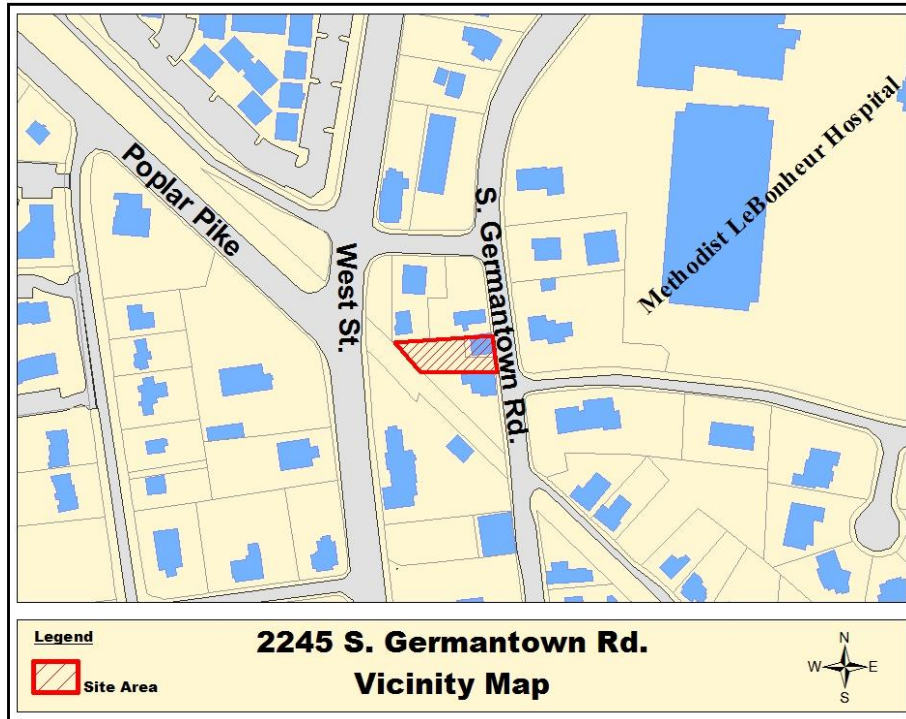 Methodist LeBonheur Hospital
Poplar Pike
S. Germantown Rd.
West St.
Legend
Site Area
2245 S. Germantown Rd.
Vicinity Map
N
W E
S